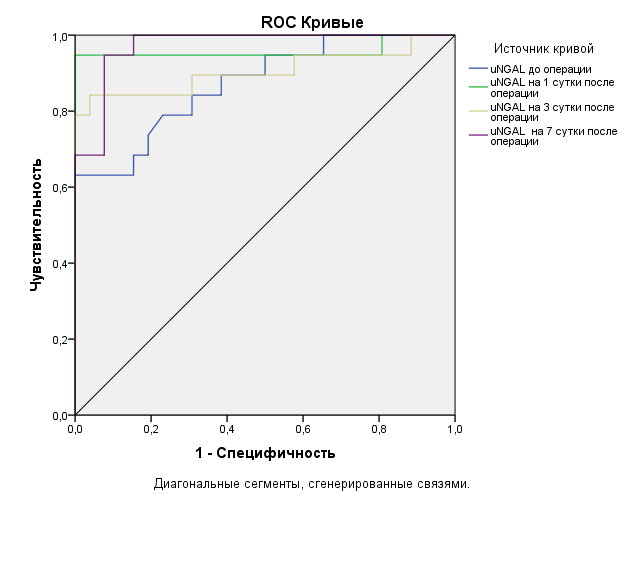 ROC Кривые
Источник кривой
uNGAL до операции
uNGAL на 1 сутки после
операции
uNGAL на 3 сутки после
операции
uNGAL на 7 сутки после
операции
Чувствительность
1,0
0,8
0,6
0,4
0,2
0,0
0,0 0,2 0,4 0,6 0,8 1,0
1 - Специфичность
Диагональные сегменты, сгенерированные связями.